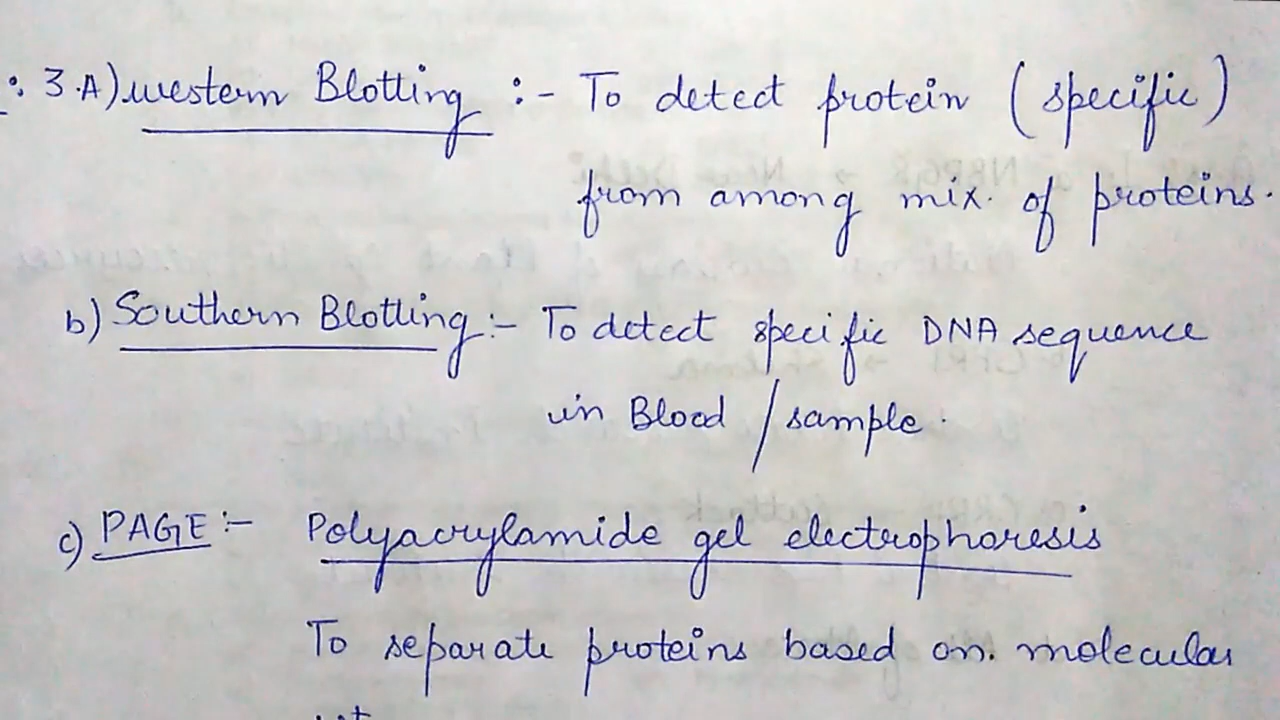 : 3.A) western Blotting :- To detect protein (specific)
from among mix. of proteins.
b) Southern Blotting :- To detect specific DNA sequence
in Blood / sample.
c) PAGE :- Polyacrylamide gel electrophoresis
To separate proteins based on. molecular